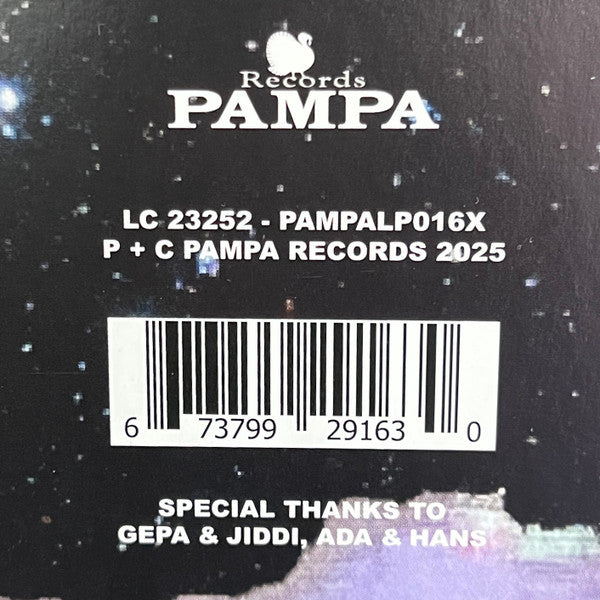 Records
PAMPA
LC 23252 - PAMPALP016X
P + C PAMPA RECORDS 2025
6 73799 29163 0
SPECIAL THANKS TO
GEPA & JIDDI, ADA & HANS